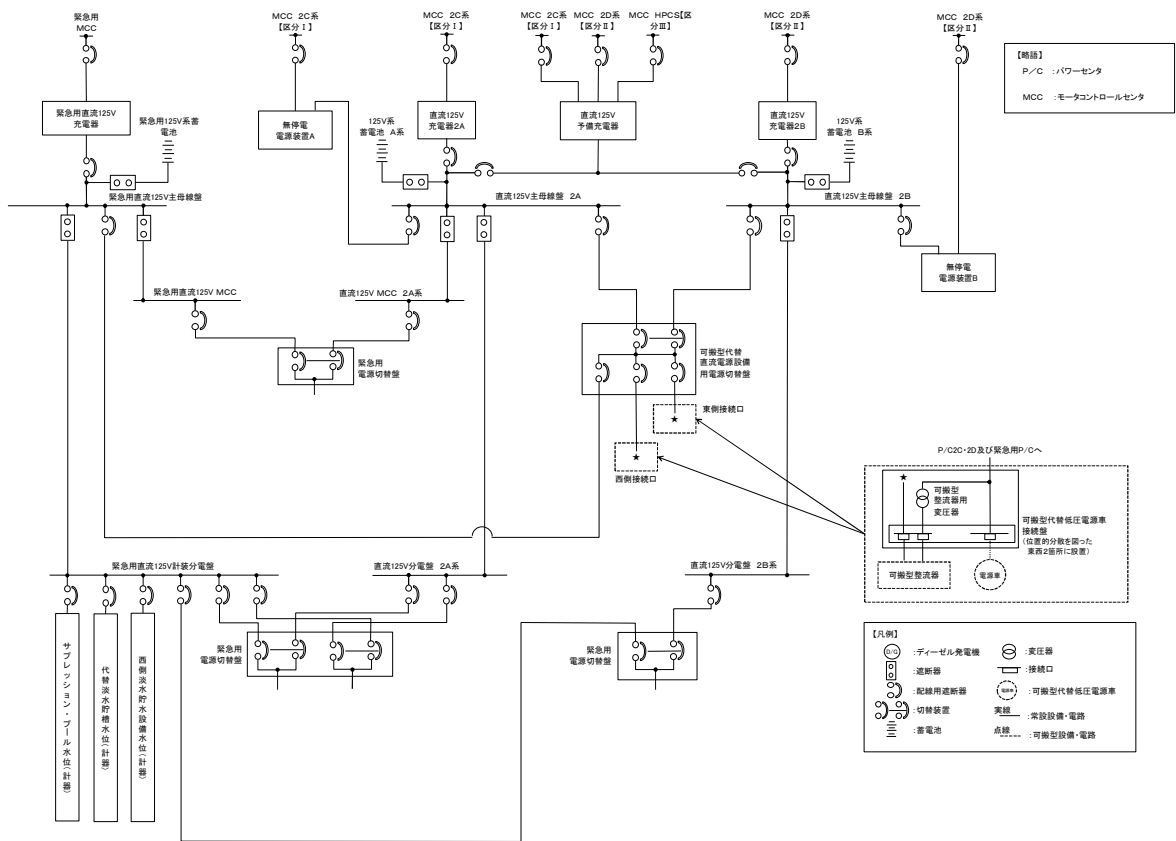 緊急用
MCC
MCC 2C系
【区分Ⅰ】
MCC 2C系
【区分Ⅰ】
MCC 2C系
【区分Ⅰ】
MCC 2D系
【区分Ⅱ】
MCC HPCS【区
分Ⅲ】
MCC 2D系
【区分Ⅱ】
MCC 2D系
【区分Ⅱ】
【略語】
P/C :パワーセンタ
MCC :モータコントロールセンタ
緊急用直流125V
充電器
緊急用125V系蓄
電池
無停電
電源装置A
125V系
蓄電池 A系
直流125V
充電器2A
直流125V
予備充電器
直流125V
充電器2B
125V系
蓄電池 B系
緊急用直流125V主母線盤
直流125V主母線盤 2A
直流125V主母線盤 2B
無停電
電源装置B
緊急用直流125V MCC
直流125V MCC 2A系
緊急用
電源切替盤
可搬型代替
直流電源設備
用電源切替盤
東側接続口
★
★
西側接続口
P/C2C・2D及び緊急用P/Cへ
★
可搬型
整流器用
変圧器
可搬型代替低圧電源車
接続盤
(位置的分散を図った
東西2箇所に設置)
可搬型整流器
電源車
緊急用直流125V計装分電盤
直流125V分電盤 2A系
直流125V分電盤 2B系
緊急用
電源切替盤
緊急用
電源切替盤
サプレッション・プール水位(計器)
代替淡水貯槽水位(計器)
西側淡水貯水設備水位(計器)
【凡例】
D/G :ディーゼル発電機
:遮断器
:配線用遮断器
:切替装置
:蓄電池
:変圧器
:接続口
電源車 :可搬型代替低圧電源車
実線 :常設設備・電路
点線 :可搬型設備・電路